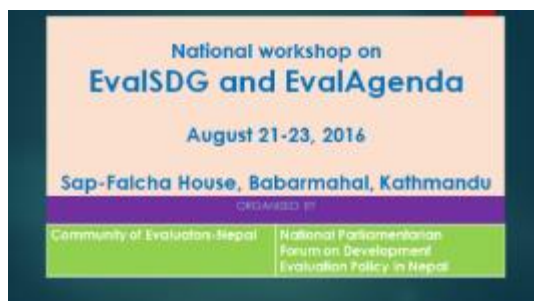 National workshop on
EvalSDG and EvalAgenda
August 21-23, 2016
Sap-Falcha House, Babarmahal, Kathmandu
ORGANIZED BY
Community of Evaluators-Nepal
National Parliamentarian
Forum on Development
Evaluation Policy in Nepal